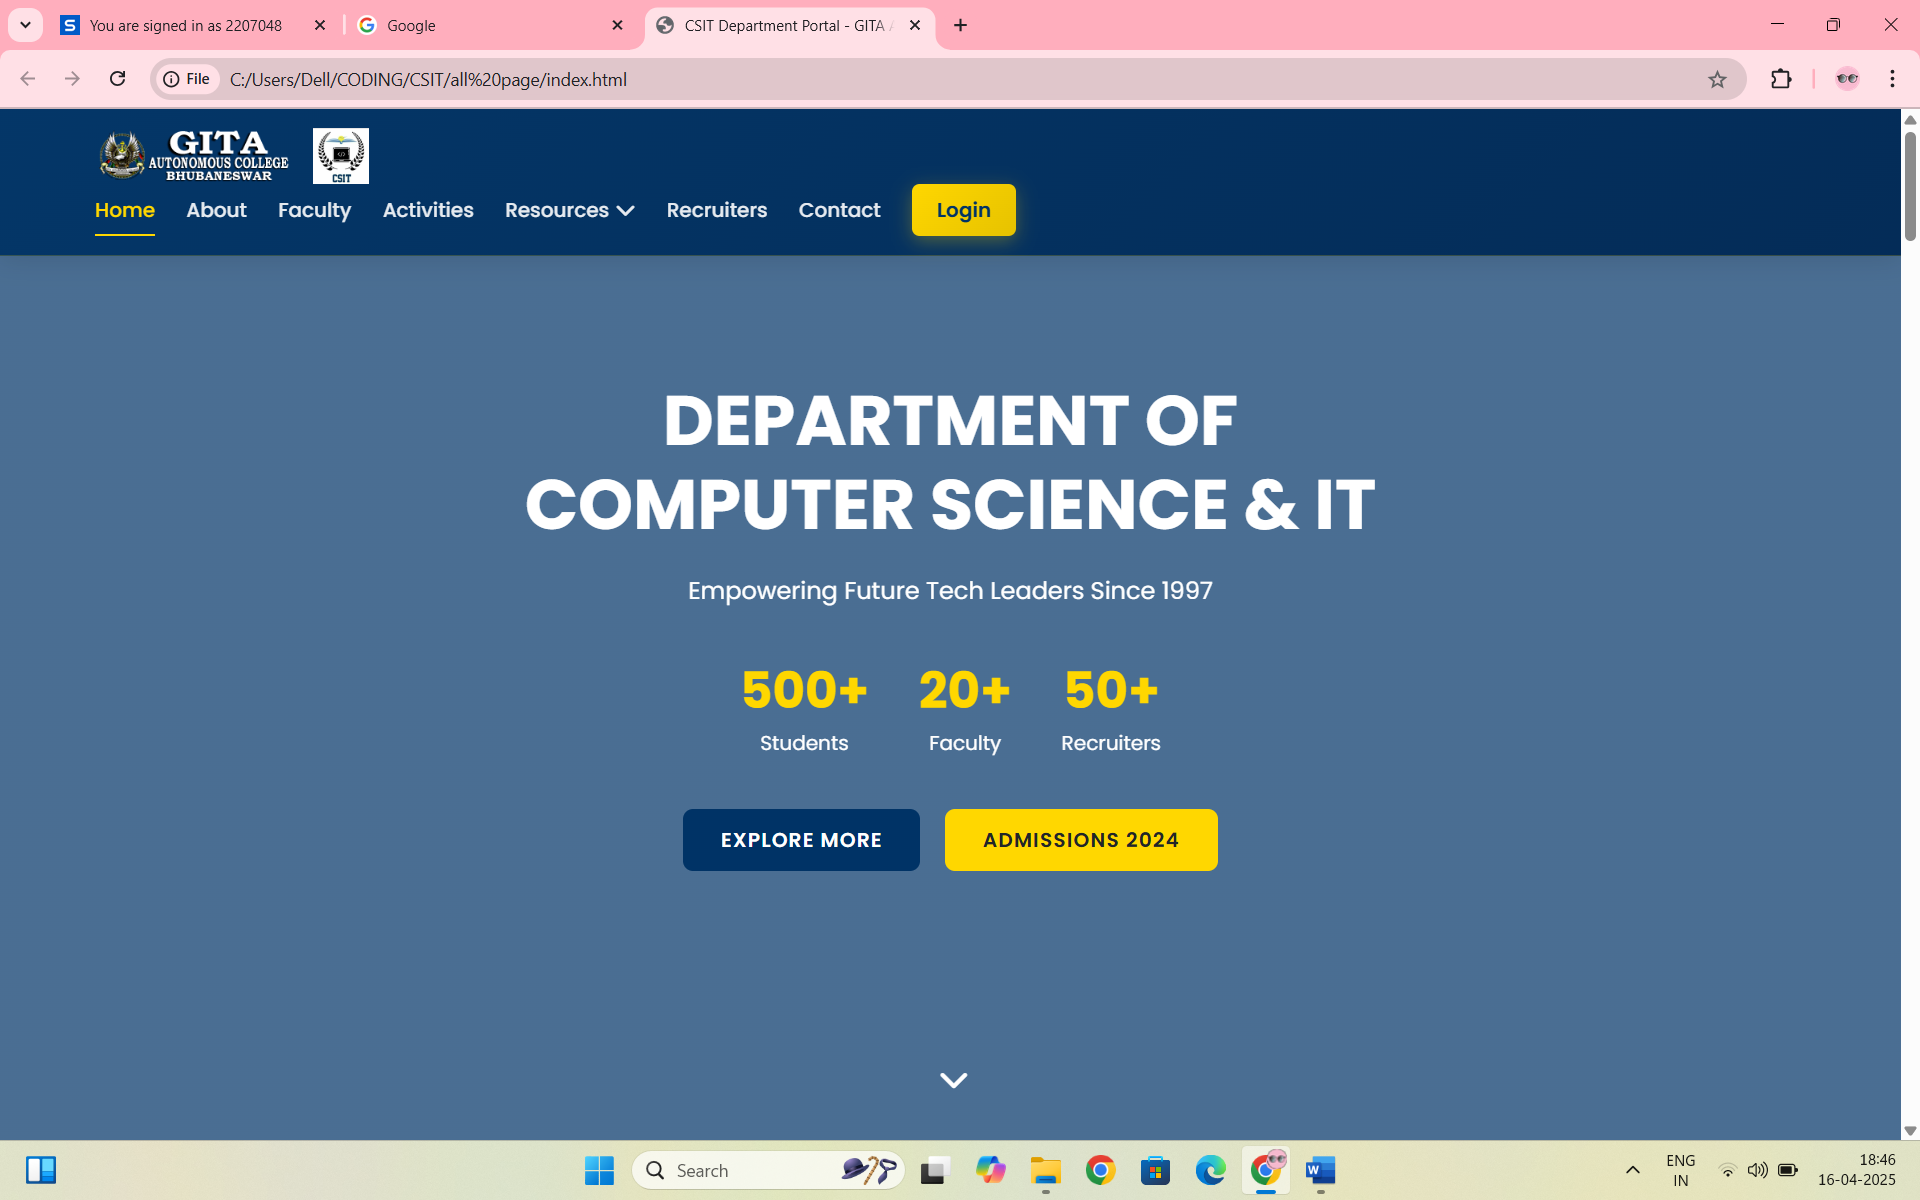 You are signed in as 2207048
Google
CSIT Department Portal - GITA A
File
C:/Users/Dell/CODING/CSIT/all%20page/index.html
GITA
AUTONOMOUS COLLEGE
BHUBANESWAR
CSIT
Home About Faculty Activities Resources Recruiters Contact Login
DEPARTMENT OF
COMPUTER SCIENCE & IT
Empowering Future Tech Leaders Since 1997
500+ 20+ 50+
Students Faculty Recruiters
EXPLORE MORE ADMISSIONS 2024
Search
ENG
IN
18:46
16-04-2025